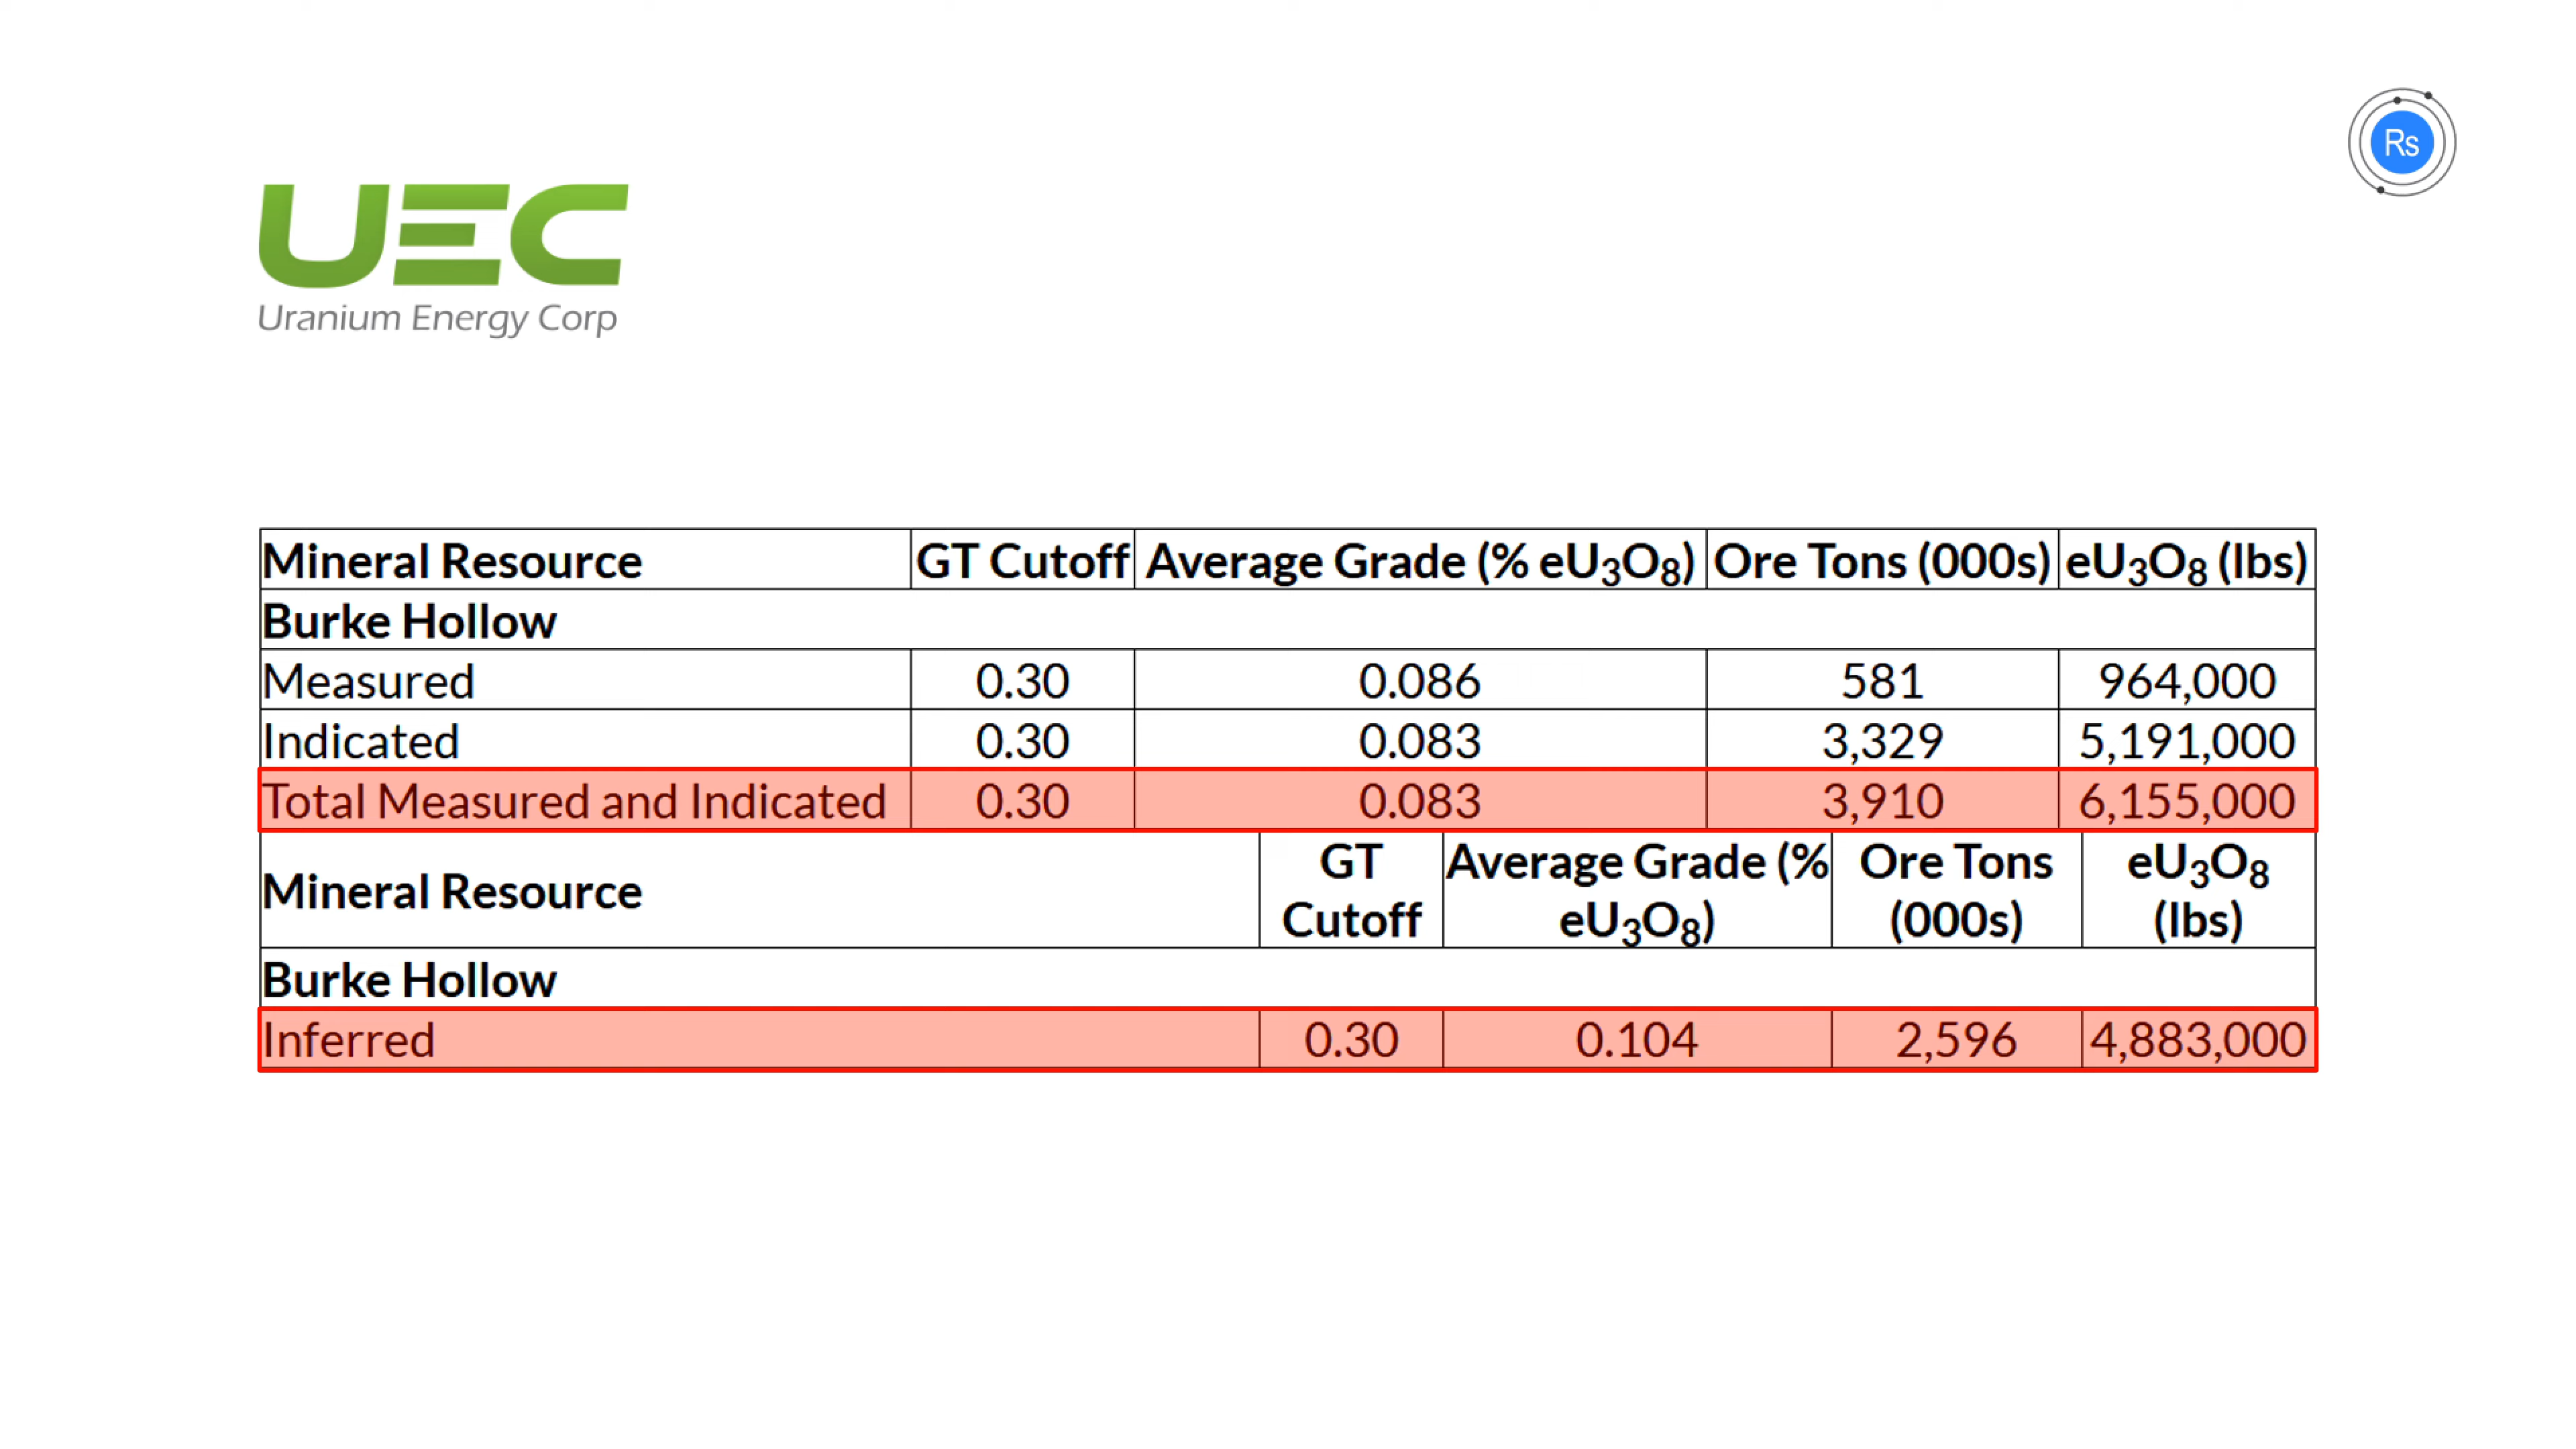 Rs
UEC
Uranium Energy Corp
Mineral Resource GT Cutoff Average Grade (% eU₃O₈) Ore Tons (000s) eU₃O₈ (lbs)
Burke Hollow
Measured 0.30 0.086 581 964,000
Indicated 0.30 0.083 3,329 5,191,000
Total Measured and Indicated 0.30 0.083 3,910 6,155,000
Mineral Resource GT Cutoff Average Grade (% eU₃O₈) Ore Tons (000s) eU₃O₈ (lbs)
Burke Hollow
Inferred 0.30 0.104 2,596 4,883,000